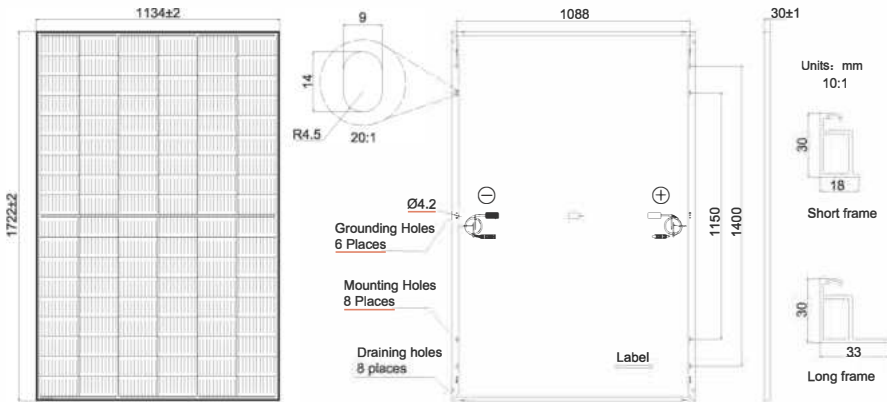 1134±2
1722±2
9
14
R4.5
20:1
Ø4.2
Grounding Holes
6 Places
Mounting Holes
8 Places
Draining holes
8 places
1088
1150
1400
Label
30±1
Units: mm
10:1
30
18
Short frame
30
33
Long frame